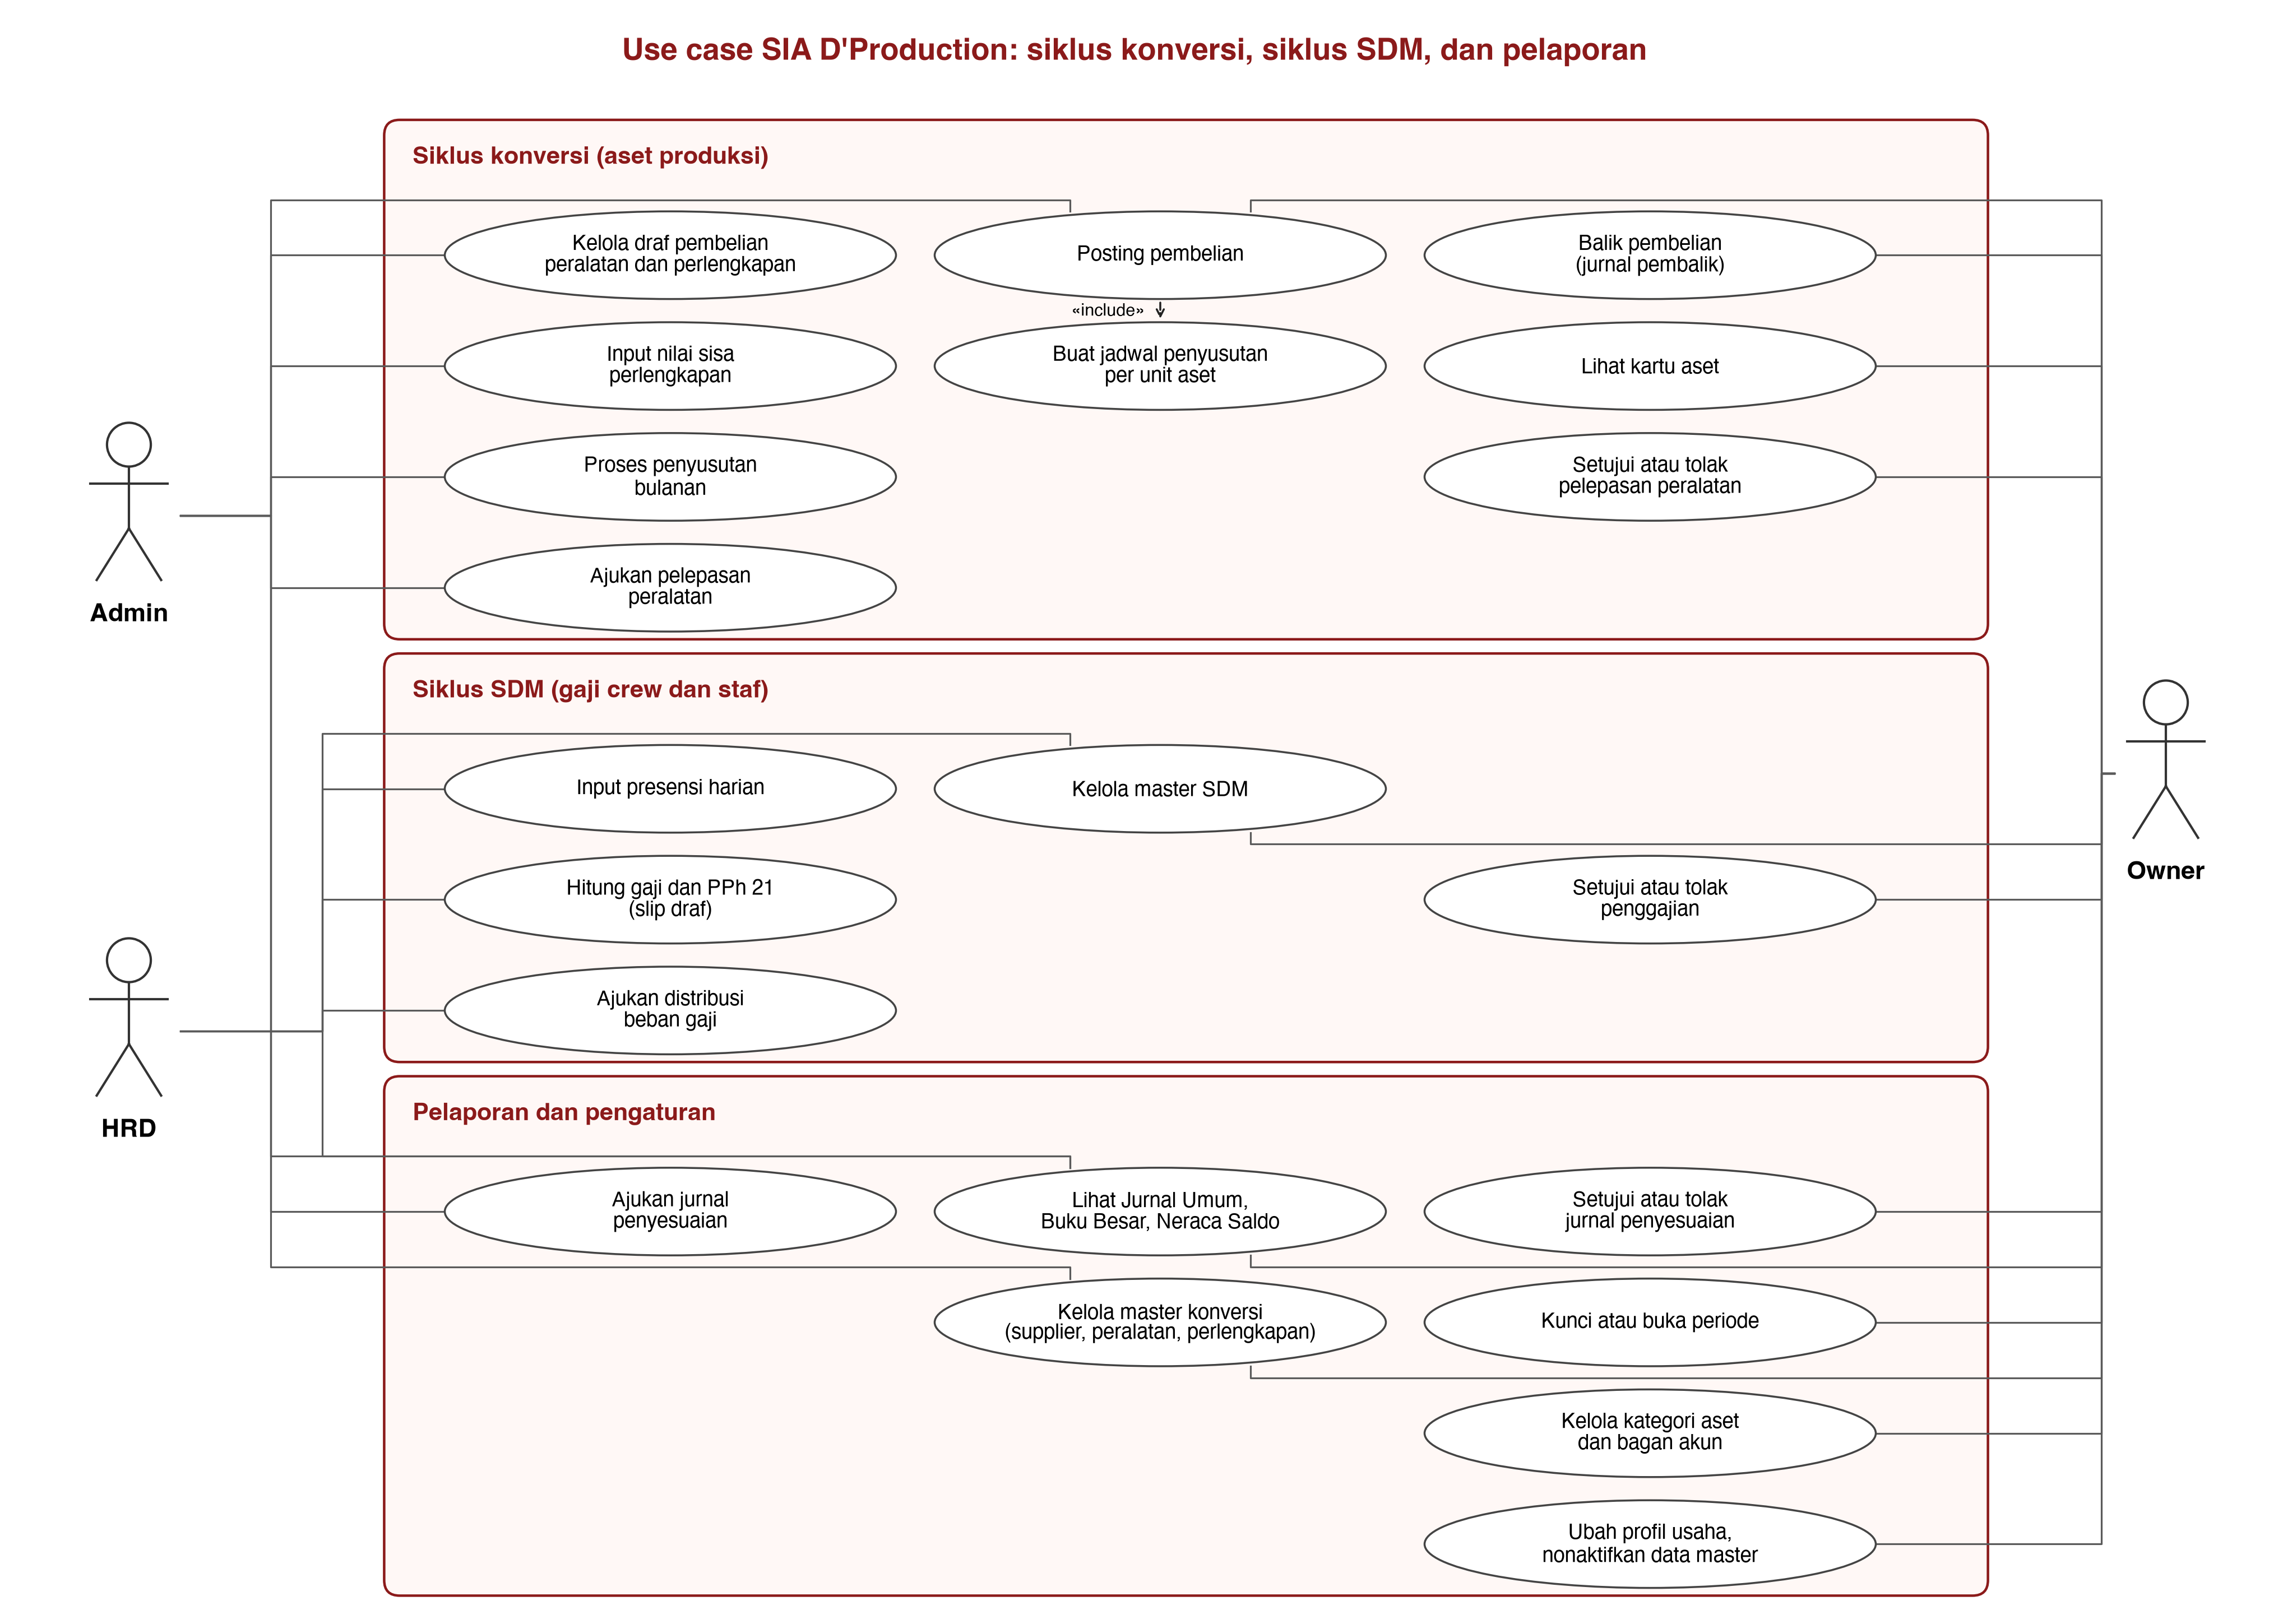 Use case SIA D'Production: siklus konversi, siklus SDM, dan pelaporan
Siklus konversi (aset produksi)
Kelola draf pembelian
peralatan dan perlengkapan
Posting pembelian
Balik pembelian
(jurnal pembalik)
«include»
Input nilai sisa
perlengkapan
Buat jadwal penyusutan
per unit aset
Lihat kartu aset
Proses penyusutan
bulanan
Setujui atau tolak
pelepasan peralatan
Ajukan pelepasan
peralatan
Admin
Siklus SDM (gaji crew dan staf)
Input presensi harian
Kelola master SDM
Owner
Hitung gaji dan PPh 21
(slip draf)
Setujui atau tolak
penggajian
Ajukan distribusi
beban gaji
HRD
Pelaporan dan pengaturan
Ajukan jurnal
penyesuaian
Lihat Jurnal Umum,
Buku Besar, Neraca Saldo
Setujui atau tolak
jurnal penyesuaian
Kelola master konversi
(supplier, peralatan, perlengkapan)
Kunci atau buka periode
Kelola kategori aset
dan bagan akun
Ubah profil usaha,
nonaktifkan data master